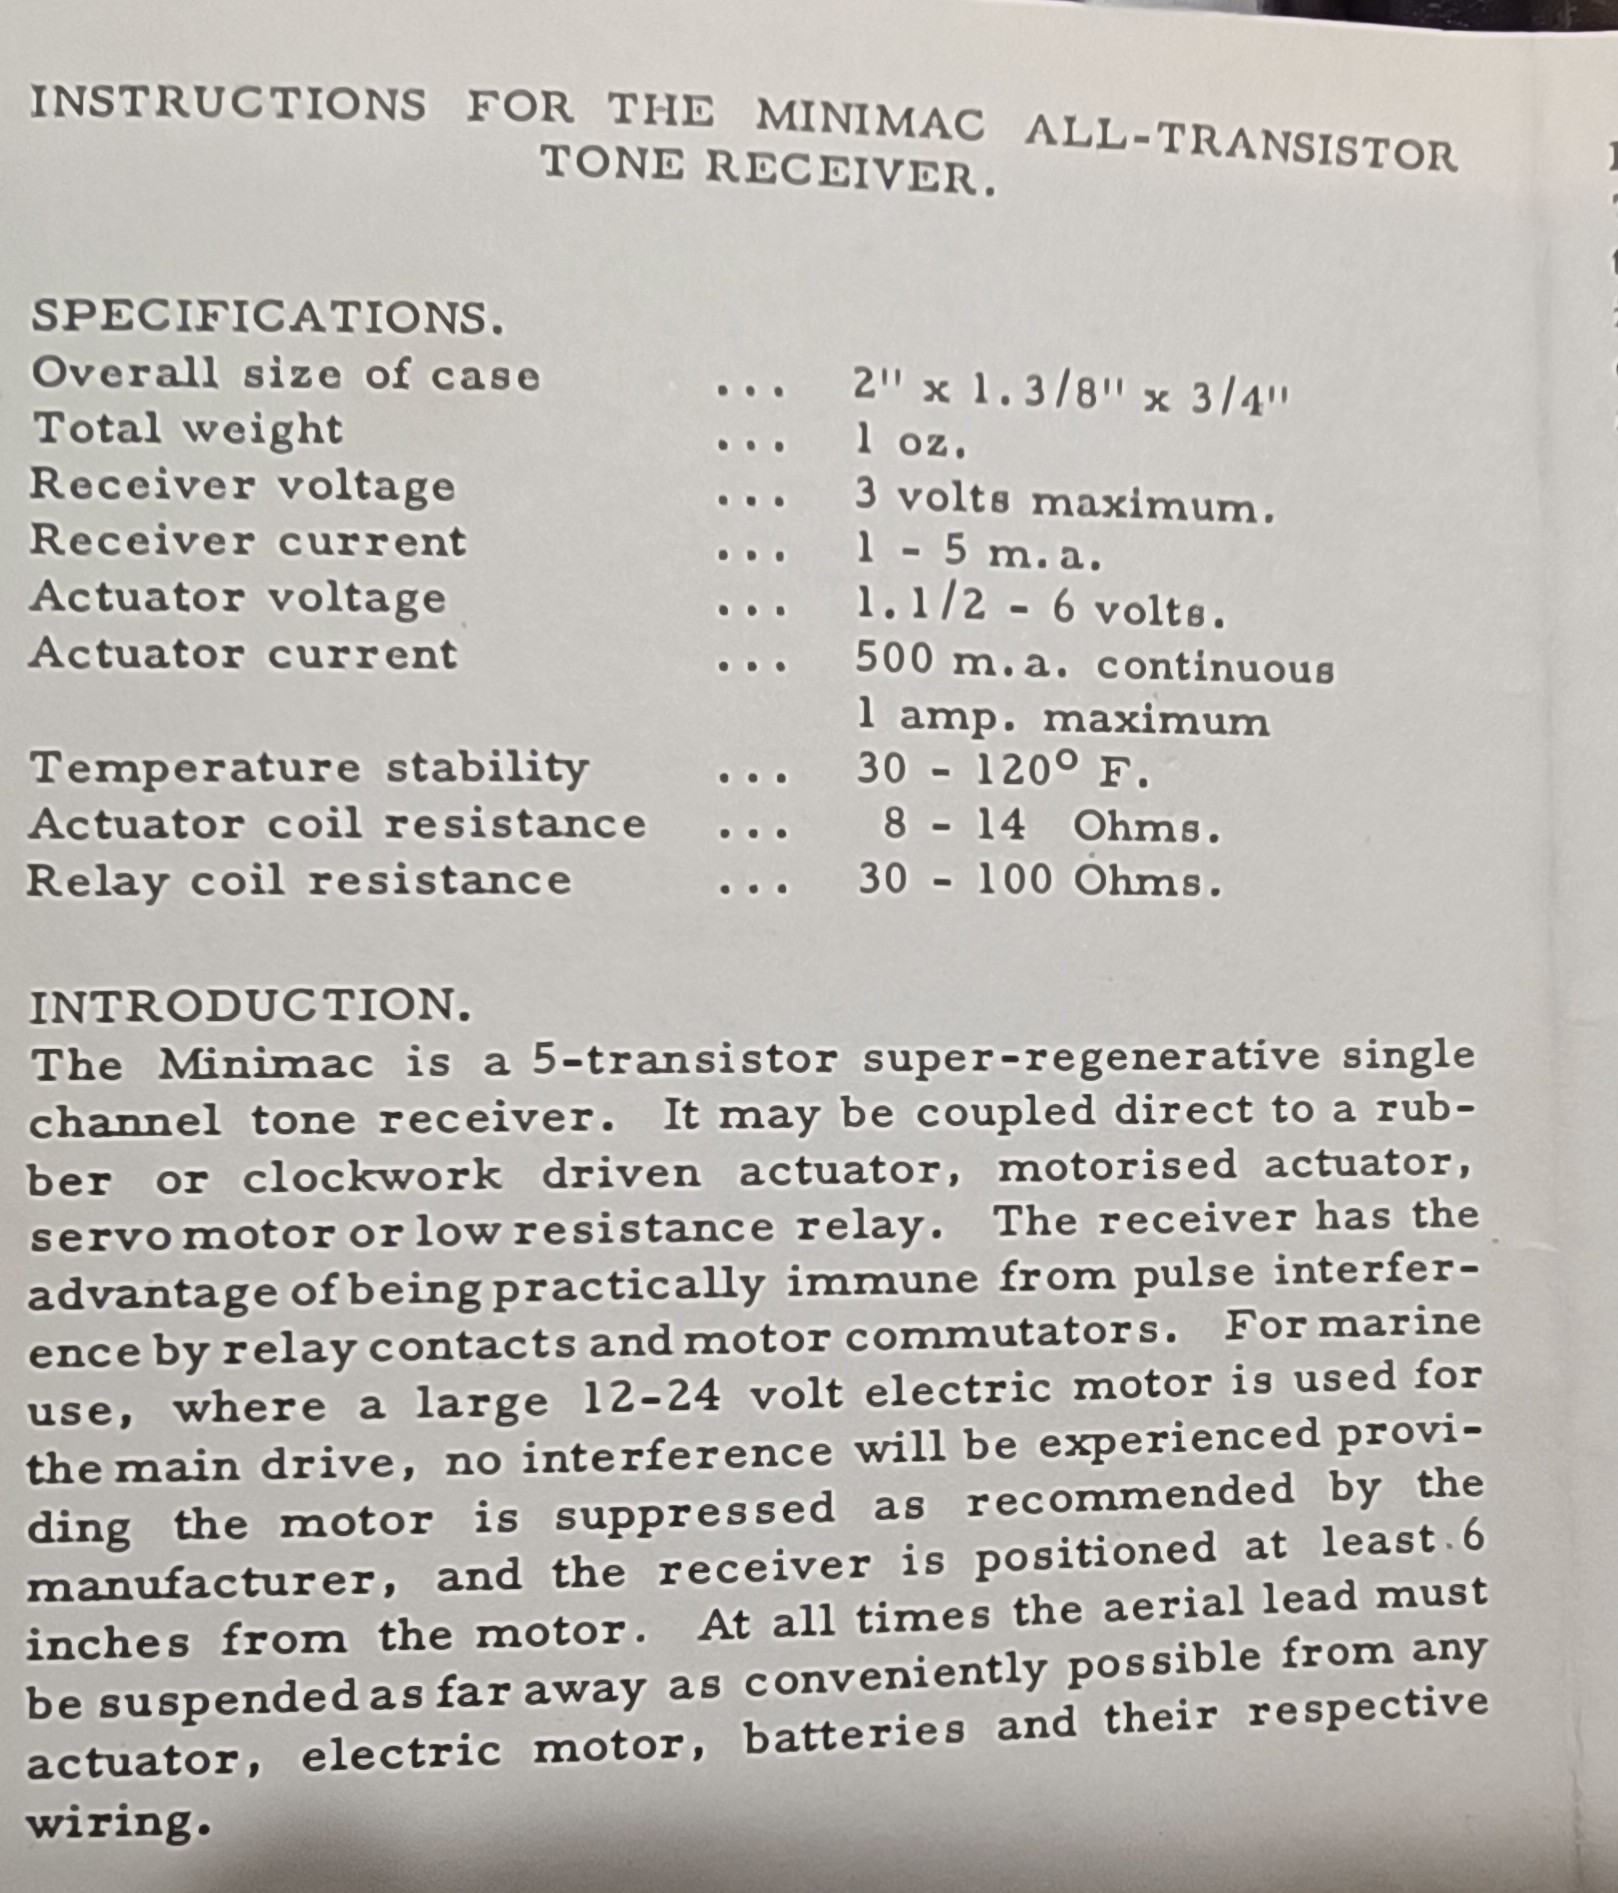 INSTRUCTIONS FOR THE MINIMAC ALL-TRANSISTOR
TONE RECEIVER.
SPECIFICATIONS.
Overall size of case ... 2" x 1.3/8" x 3/4"
Total weight ... 1 oz.
Receiver voltage ... 3 volts maximum.
Receiver current ... 1 - 5 m.a.
Actuator voltage ... 1.1/2 - 6 volts.
Actuator current ... 500 m.a. continuous
1 amp. maximum
Temperature stability ... 30 - 120° F.
Actuator coil resistance ... 8 - 14 Ohms.
Relay coil resistance ... 30 - 100 Ohms.
INTRODUCTION.
The Minimac is a 5-transistor super-regenerative single
channel tone receiver. It may be coupled direct to a rub-
ber or clockwork driven actuator, motorised actuator,
servo motor or low resistance relay. The receiver has the
advantage of being practically immune from pulse interfer-
ence by relay contacts and motor commutators. For marine
use, where a large 12-24 volt electric motor is used for
the main drive, no interference will be experienced provi-
ding the motor is suppressed as recommended by the
manufacturer, and the receiver is positioned at least 6
inches from the motor. At all times the aerial lead must
be suspended as far away as conveniently possible from any
actuator, electric motor, batteries and their respective
wiring.